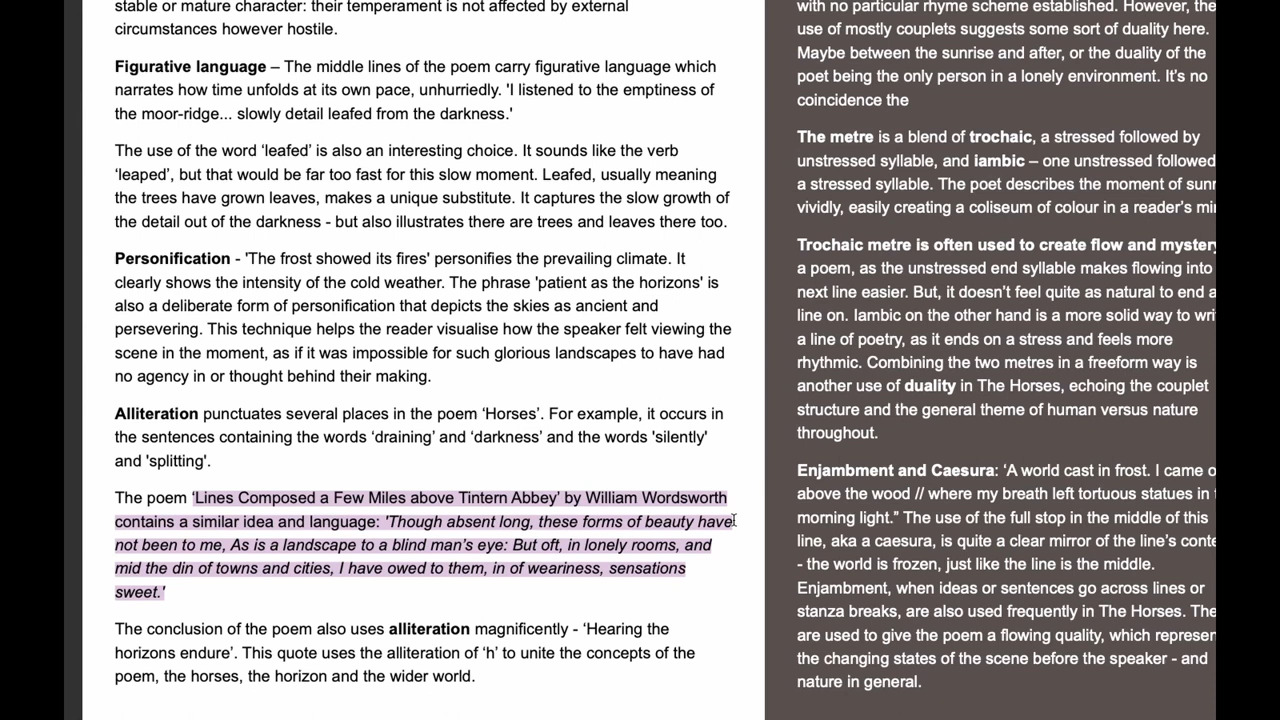 stable or mature character: their temperament is not affected by external
circumstances however hostile.
Figurative language – The middle lines of the poem carry figurative language which
narrates how time unfolds at its own pace, unhurriedly. 'I listened to the emptiness of
the moor-ridge... slowly detail leafed from the darkness.'
The use of the word ‘leafed’ is also an interesting choice. It sounds like the verb
‘leaped’, but that would be far too fast for this slow moment. Leafed, usually meaning
the trees have grown leaves, makes a unique substitute. It captures the slow growth of
the detail out of the darkness - but also illustrates there are trees and leaves there too.
Personification - 'The frost showed its fires' personifies the prevailing climate. It
clearly shows the intensity of the cold weather. The phrase 'patient as the horizons' is
also a deliberate form of personification that depicts the skies as ancient and
persevering. This technique helps the reader visualise how the speaker felt viewing the
scene in the moment, as if it was impossible for such glorious landscapes to have had
no agency in or thought behind their making.
Alliteration punctuates several places in the poem ‘Horses’. For example, it occurs in
the sentences containing the words ‘draining’ and ‘darkness’ and the words 'silently'
and 'splitting'.
The poem ‘Lines Composed a Few Miles above Tintern Abbey’ by William Wordsworth
contains a similar idea and language: 'Though absent long, these forms of beauty have
not been to me, As is a landscape to a blind man’s eye: But oft, in lonely rooms, and
mid the din of towns and cities, I have owed to them, in of weariness, sensations
sweet.'
The conclusion of the poem also uses alliteration magnificently - ‘Hearing the
horizons endure’. This quote uses the alliteration of ‘h’ to unite the concepts of the
poem, the horses, the horizon and the wider world.
with no particular rhyme scheme established. However, the
use of mostly couplets suggests some sort of duality here.
Maybe between the sunrise and after, or the duality of the
poet being the only person in a lonely environment. It’s no
coincidence the
The metre is a blend of trochaic, a stressed followed by
unstressed syllable, and iambic – one unstressed followed
a stressed syllable. The poet describes the moment of
vividly, easily creating a coliseum of colour in a reader’s
Trochaic metre is often used to create flow and mystery
a poem, as the unstressed end syllable makes flowing into
next line easier. But, it doesn’t feel quite as natural to end a
line on. Iambic on the other hand is a more solid way to
a line of poetry, as it ends on a stress and feels more
rhythmic. Combining the two metres in a freeform way is
another use of duality in The Horses, echoing the couplet
structure and the general theme of human versus nature
throughout.
Enjambment and Caesura: ‘A world cast in frost. I came
above the wood // where my breath left tortuous statues in
morning light.” The use of the full stop in the middle of this
line, aka a caesura, is quite a clear mirror of the line’s
- the world is frozen, just like the line is the middle.
Enjambment, when ideas or sentences go across lines or
stanza breaks, are also used frequently in The Horses.
are used to give the poem a flowing quality, which
the changing states of the scene before the speaker - and
nature in general.